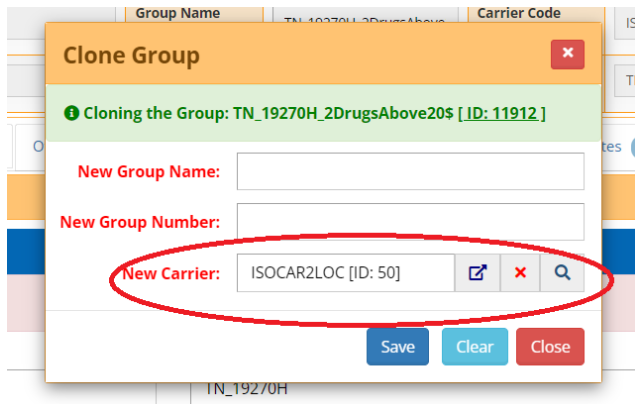 Group Name
Carrier Code
Clone Group
Cloning the Group: TN_19270H_2DrugsAbove20$ [ ID: 11912 ]
New Group Name:
New Group Number:
New Carrier: ISOCAR2LOC [ID: 50]
Save Clear Close
TN_19270H